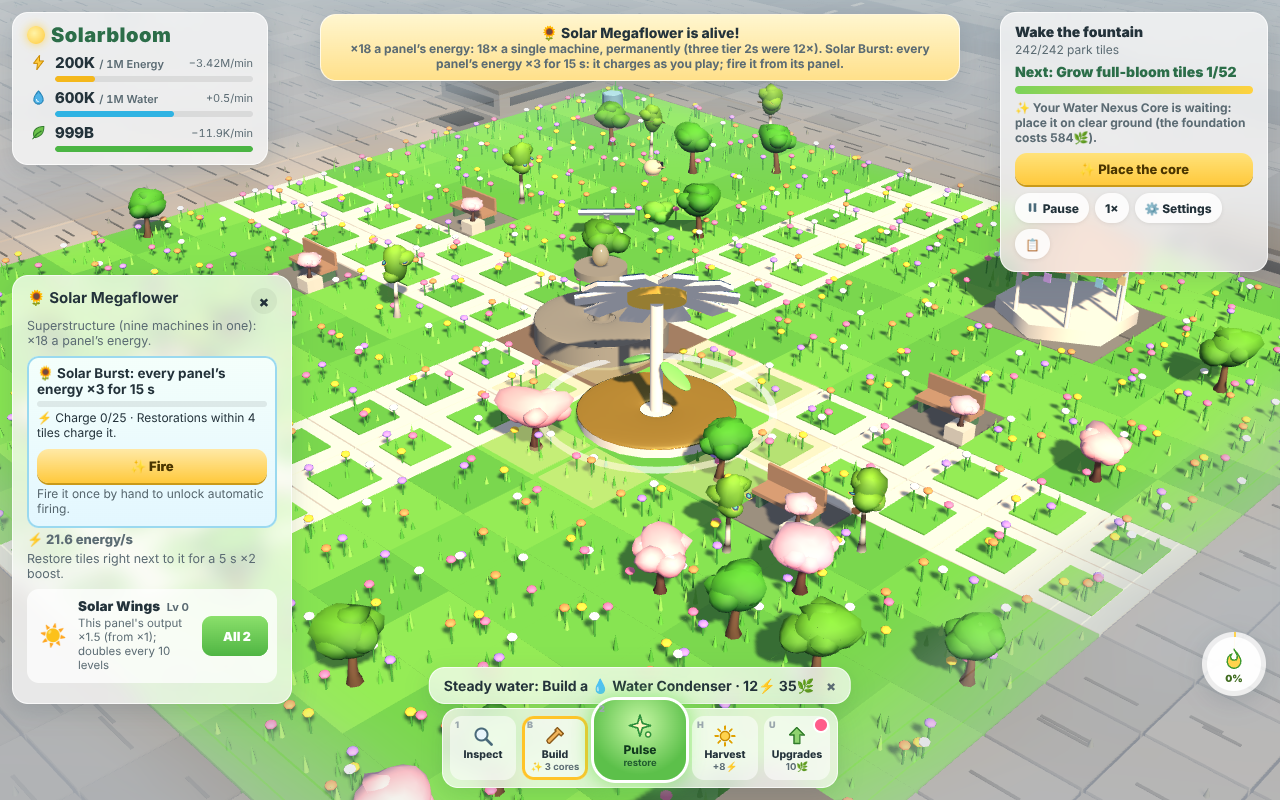 Solarbloom
200K / 1M Energy −3.42M/min
600K / 1M Water +0.5/min
999B −11.9K/min
🌻 Solar Megaflower is alive!
×18 a panel's energy: 18× a single machine, permanently (three tier 2s were 12×). Solar Burst: every
panel's energy ×3 for 15 s: it charges as you play; fire it from its panel.
Wake the fountain
242/242 park tiles
Next: Grow full-bloom tiles 1/52
✨ Your Water Nexus Core is waiting:
place it on clear ground (the foundation
costs 584🌿).
✨ Place the core
⏸ Pause
1×
⚙️ Settings
📋
🌻 Solar Megaflower
×
Superstructure (nine machines in one):
×18 a panel's energy.
🌻 Solar Burst: every panel's
energy ×3 for 15 s
⚡ Charge 0/25 · Restorations within 4
tiles charge it.
✨ Fire
Fire it once by hand to unlock automatic
firing.
⚡ 21.6 energy/s
Restore tiles right next to it for a 5 s ×2
boost.
Solar Wings Lv 0
This panel's output
×1.5 (from ×1);
doubles every 10
levels
All 2
0%
Steady water: Build a 💧 Water Condenser · 12⚡ 35🌿 ×
1
Inspect
B
Build
✨ 3 cores
Pulse
restore
H
Harvest
+8⚡
U
Upgrades
10🌿